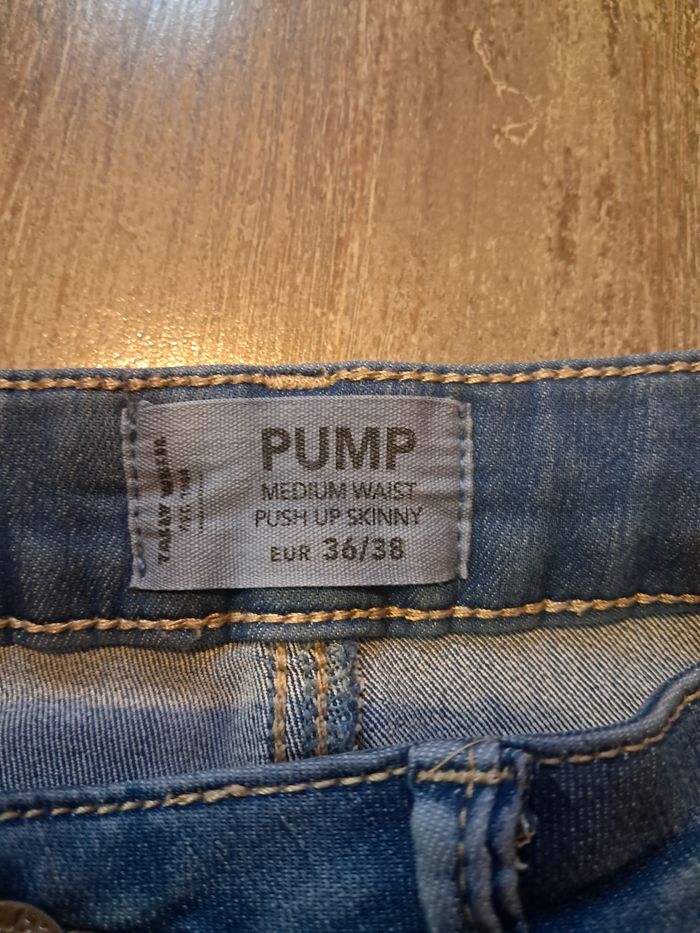 PUMP
MEDIUM WAIST
PUSH UP SKINNY
EUR 36/38